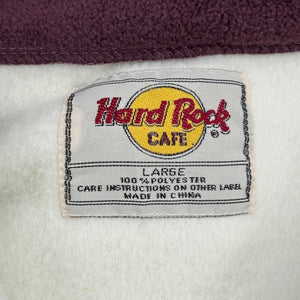 Hard Rock
CAFE
®
LARGE
100% POLYESTER
CARE INSTRUCTIONS ON OTHER LABEL
MADE IN CHINA